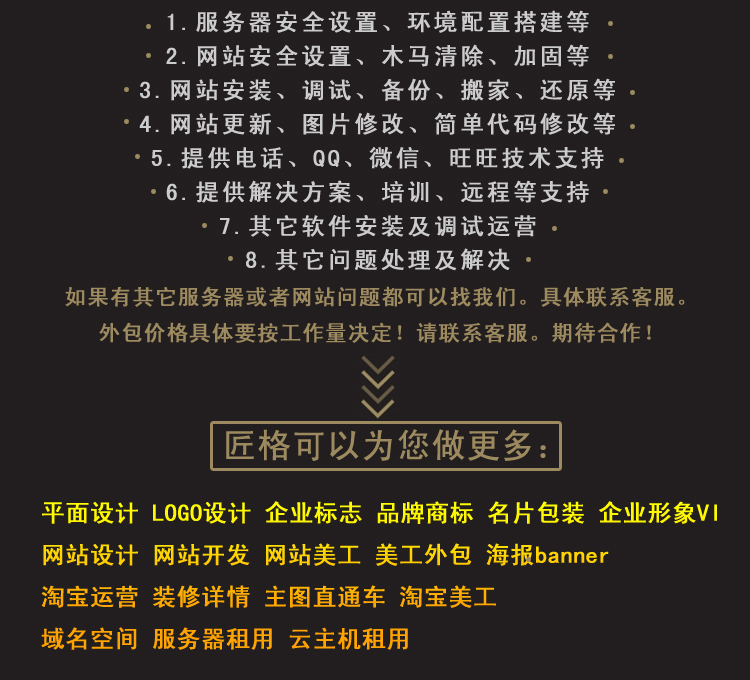 • 1.服务器安全设置、环境配置搭建等 •
• 2.网站安全设置、木马清除、加固等 •
• 3.网站安装、调试、备份、搬家、还原等 •
• 4.网站更新、图片修改、简单代码修改等 •
• 5.提供电话、QQ、微信、旺旺技术支持 •
• 6.提供解决方案、培训、远程等支持 •
• 7.其它软件安装及调试运营 •
• 8.其它问题处理及解决 •
如果有其它服务器或者网站问题都可以找我们。具体联系客服。
外包价格具体要按工作量决定！请联系客服。期待合作！
匠格可以为您做更多：
平面设计 LOGO设计 企业标志 品牌商标 名片包装 企业形象VI
网站设计 网站开发 网站美工 美工外包 海报banner
淘宝运营 装修详情 主图直通车 淘宝美工
域名空间 服务器租用 云主机租用